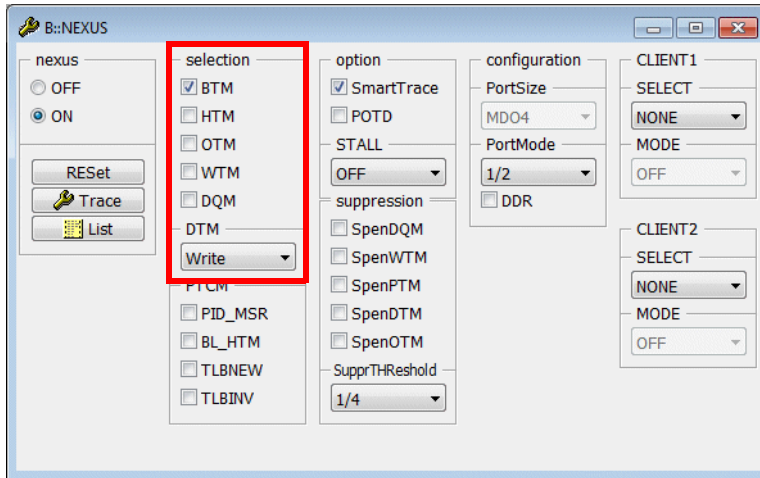 B::NEXUS
nexus
OFF
ON
RESet
Trace
List
selection
BTM
HTM
OTM
WTM
DQM
DTM
Write
PTCM
PID_MSR
BL_HTM
TLBNEW
TLBINV
option
SmartTrace
POTD
STALL
OFF
suppression
SpenDQM
SpenWTM
SpenPTM
SpenDTM
SpenOTM
SupprTHReshold
1/4
configuration
PortSize
MDO4
PortMode
1/2
DDR
CLIENT1
SELECT
NONE
MODE
OFF
CLIENT2
SELECT
NONE
MODE
OFF